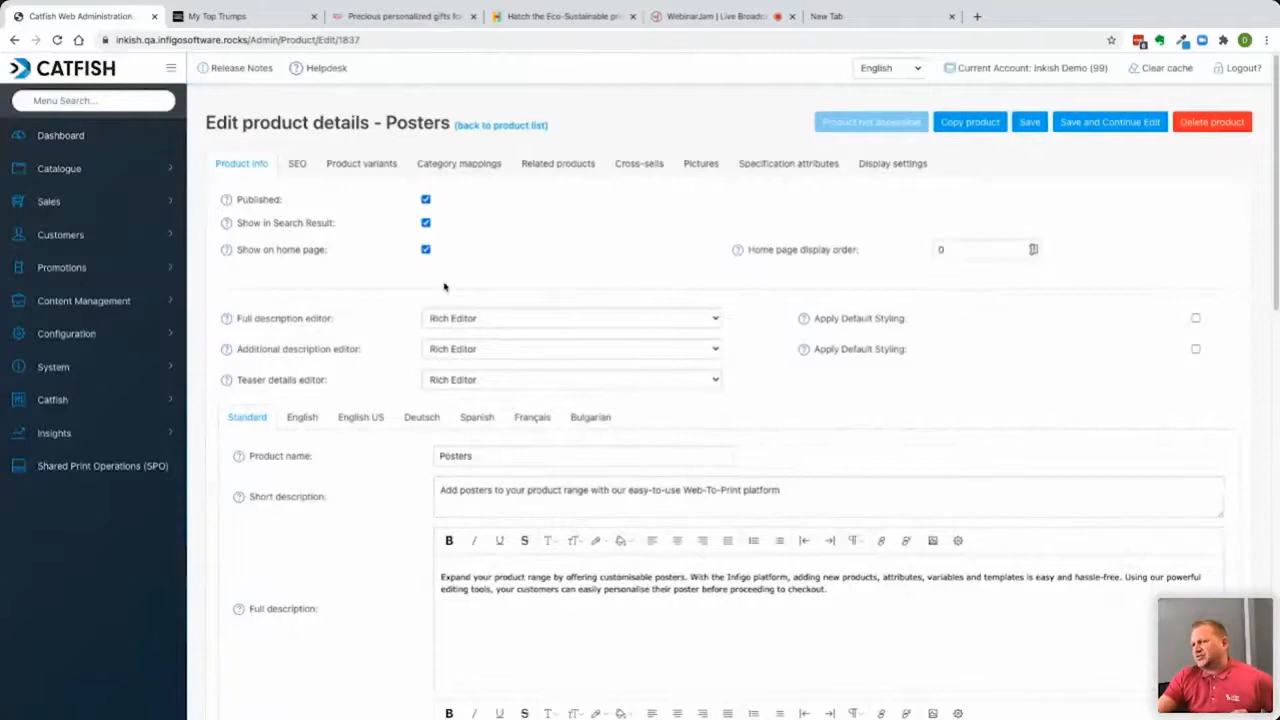 Catfish Web Administration
My Top Trumps
Precious personalized gifts fo
Hatch the Eco-Sustainable pri
WebinarJam | Live Broadc
New Tab
inkish.qa.infigosoftware.rocks/Admin/Product/Edit/1837
CATFISH
Release Notes
Helpdesk
English
Current Account: Inkish Demo (99)
Clear cache
Logout?
Menu Search...
Dashboard
Catalogue
Sales
Customers
Promotions
Content Management
Configuration
System
Catfish
Insights
Shared Print Operations (SPO)
Edit product details - Posters (back to product list)
Product not accessible
Copy product
Save
Save and Continue Edit
Delete product
Product info
SEO
Product variants
Category mappings
Related products
Cross-sells
Pictures
Specification attributes
Display settings
Published:
Show in Search Result:
Show on home page:
Home page display order:
0
Full description editor:
Rich Editor
Apply Default Styling:
Additional description editor:
Rich Editor
Apply Default Styling:
Teaser details editor:
Rich Editor
Standard
English
English US
Deutsch
Spanish
Français
Bulgarian
Product name:
Posters
Short description:
Add posters to your product range with our easy-to-use Web-To-Print platform
Full description:
Expand your product range by offering customisable posters. With the Infigo platform, adding new products, attributes, variables and templates is easy and hassle-free. Using our powerful
editing tools, your customers can easily personalise their poster before proceeding to checkout.